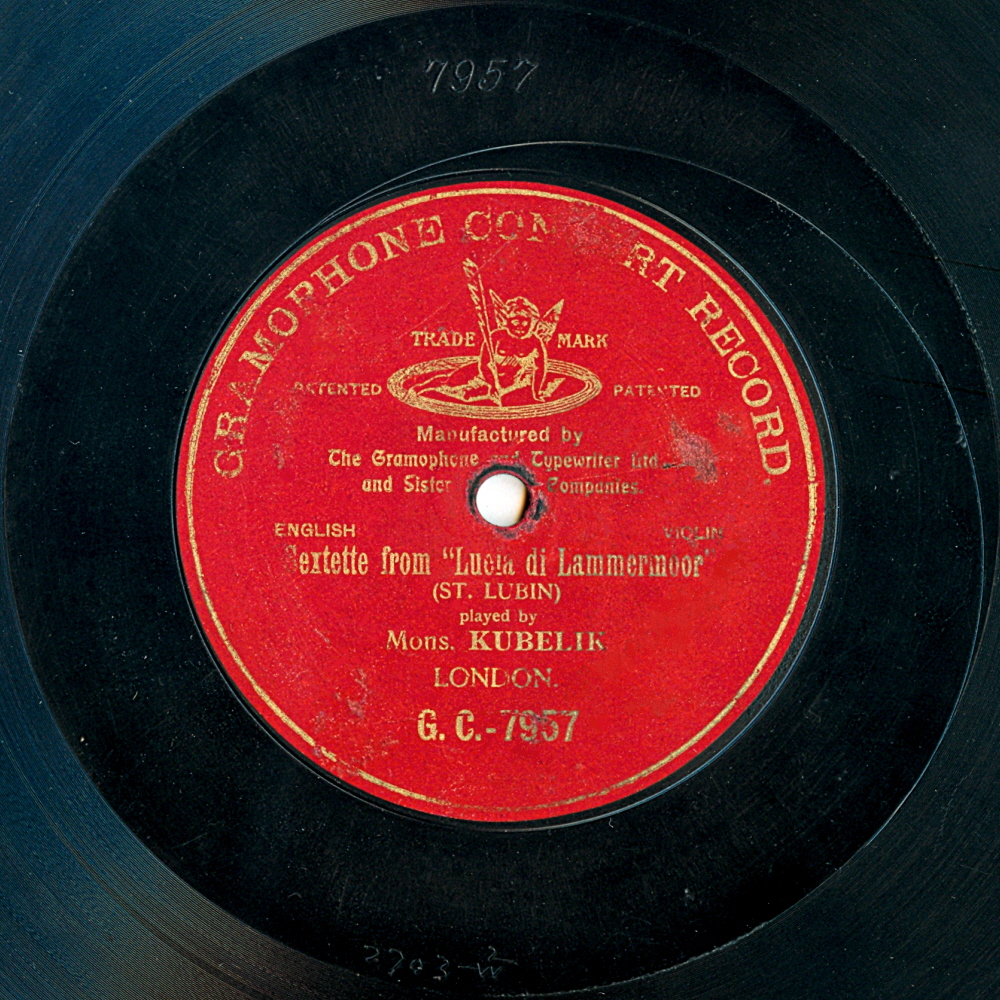 7957
GRAMOPHONE CONCERT RECORD.
TRADE MARK
PATENTED PATENTED
Manufactured by
The Gramophone and Typewriter Ltd
and Sister Companies.
ENGLISH VIOLIN
Sextette from "Lucia di Lammermoor"
(ST. LUBIN)
played by
Mons. KUBELIK
LONDON.
G. C.-7957